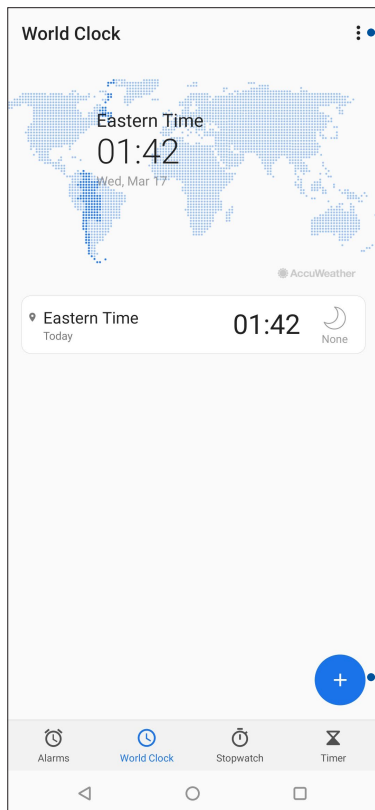 World Clock
Eastern Time
01:42
Wed, Mar 17
AccuWeather
Eastern Time
Today
01:42
None
Alarms
World Clock
Stopwatch
Timer